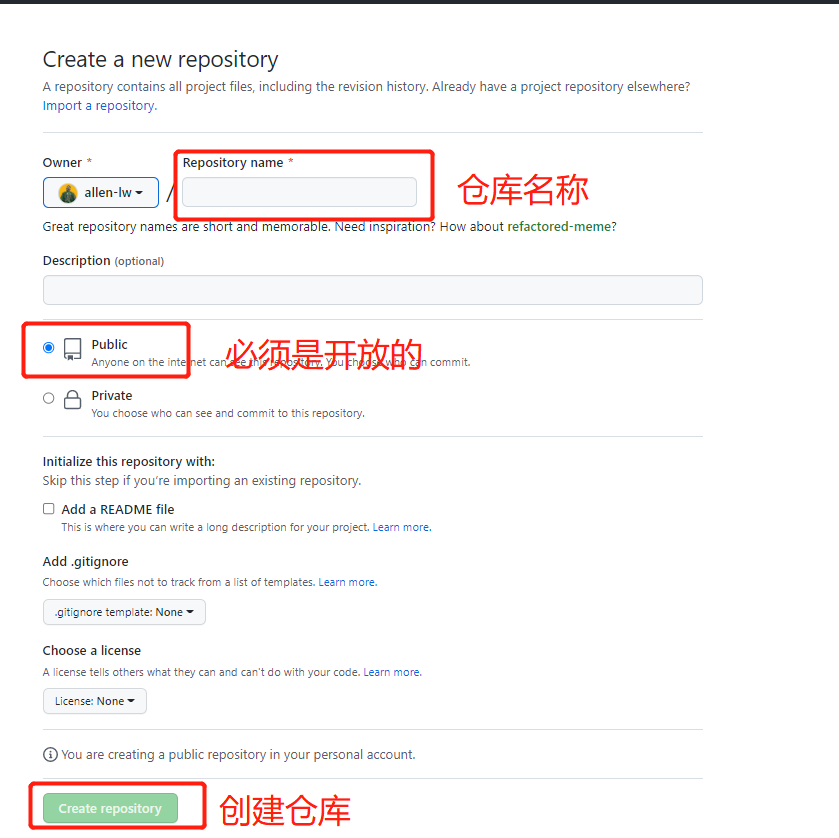 Create a new repository
A repository contains all project files, including the revision history. Already have a project repository elsewhere?
Import a repository.
Owner *
Repository name *
allen-lw
/
仓库名称
Great repository names are short and memorable. Need inspiration? How about refactored-meme?
Description (optional)
Public
Anyone on the internet can see this repository. You choose who can commit.
必须是开放的
Private
You choose who can see and commit to this repository.
Initialize this repository with:
Skip this step if you're importing an existing repository.
Add a README file
This is where you can write a long description for your project. Learn more.
Add .gitignore
Choose which files not to track from a list of templates. Learn more.
.gitignore template: None
Choose a license
A license tells others what they can and can't do with your code. Learn more.
License: None
You are creating a public repository in your personal account.
Create repository
创建仓库